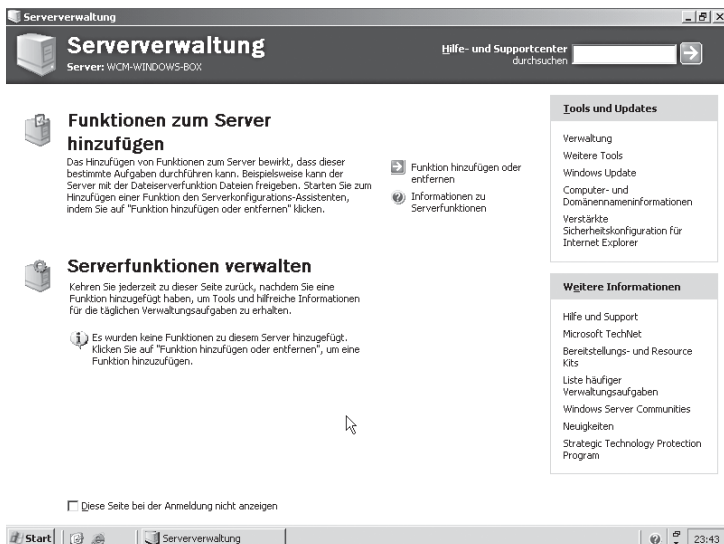 Serververwaltung
Serververwaltung
Server: WCM-WINDOWS-BOX
Hilfe- und Supportcenter
durchsuchen
Funktionen zum Server
hinzufügen
Das Hinzufügen von Funktionen zum Server bewirkt, dass dieser
bestimmte Aufgaben durchführen kann. Beispielsweise kann der
Server mit der Dateiserverfunktion Dateien freigeben. Starten Sie zum
Hinzufügen einer Funktion den Serverkonfigurations-Assistenten,
indem Sie auf "Funktion hinzufügen oder entfernen" klicken.
Funktion hinzufügen oder
entfernen
Informationen zu
Serverfunktionen
Serverfunktionen verwalten
Kehren Sie jederzeit zu dieser Seite zurück, nachdem Sie eine
Funktion hinzugefügt haben, um Tools und hilfreiche Informationen
für die täglichen Verwaltungsaufgaben zu erhalten.
Es wurden keine Funktionen zu diesem Server hinzugefügt.
Klicken Sie auf "Funktion hinzufügen oder entfernen", um eine
Funktion hinzuzufügen.
Tools und Updates
Verwaltung
Weitere Tools
Windows Update
Computer- und
Domänennameninformationen
Verstärkte
Sicherheitskonfiguration für
Internet Explorer
Weitere Informationen
Hilfe und Support
Microsoft TechNet
Bereitstellungs- und Resource
Kits
Liste häufiger
Verwaltungsaufgaben
Windows Server Communities
Neuigkeiten
Strategic Technology Protection
Program
Diese Seite bei der Anmeldung nicht anzeigen
Start
Serververwaltung
23:43